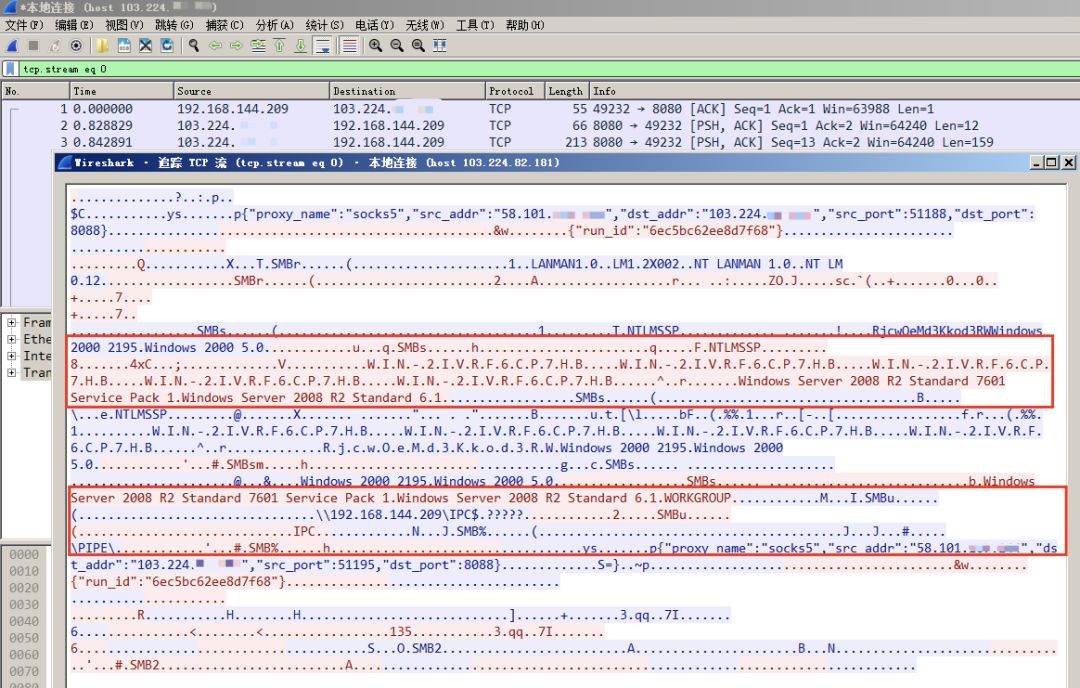 *本地连接 (host 103.224.
文件(F) 编辑(E) 视图(V) 跳转(G) 捕获(C) 分析(A) 统计(S) 电话(Y) 无线(W) 工具(T) 帮助(H)
tcp.stream eq 0
No. Time Source Destination Protocol Length Info
1 0.000000 192.168.144.209 103.224. TCP 55 49232 → 8080 [ACK] Seq=1 Ack=1 Win=63988 Len=1
2 0.828829 103.224. 192.168.144.209 TCP 66 8080 → 49232 [PSH, ACK] Seq=1 Ack=2 Win=64240 Len=12
3 0.842891 103.224. 192.168.144.209 TCP 213 8080 → 49232 [PSH, ACK] Seq=13 Ack=2 Win=64240 Len=159
Wireshark · 追踪 TCP 流 (tcp.stream eq 0) · 本地连接 (host 103.224.82.181)
..............?..:.p..
$C...........ys.......p{"proxy_name":"socks5","src_addr":"58.101. ","dst_addr":"103.224. ","src_port":51188,"dst_port":
8088}..........................................&w.......{"run_id":"6ec5bc62ee8d7f68"}......................
.....................
.........Q...........X...T.SMBr......(....................1..LANMAN1.0..LM1.2X002..NT LANMAN 1.0..NT LM
0.12.................SMBr......(.......................2....A.................r... ..:.....ZO.J.....sc.`(..+.......0...0..
+.....7....
+.....7..
.................SMBs......(..................................1.........T.NTLMSSP....................!....RjcwOeMd3Kkod3RWWindows
2000 2195.Windows 2000 5.0...........u...q.SMBs......h......................q.....F.NTLMSSP.........
8.......4xC..;............V..........W.I.N.-.2.I.V.R.F.6.C.P.7.H.B.....W.I.N.-.2.I.V.R.F.6.C.P.7.H.B.....W.I.N.-.2.I.V.R.F.6.C.P.
7.H.B.....W.I.N.-.2.I.V.R.F.6.C.P.7.H.B.....W.I.N.-.2.I.V.R.F.6.C.P.7.H.B......^..r.......Windows Server 2008 R2 Standard 7601
Service Pack 1.Windows Server 2008 R2 Standard 6.1................SMBs......(.................................B.....
\...e.NTLMSSP.........@......X..............."... ...".......B.......u.t.[\l.....bF..(.%%.1...r..[-..[................f.r...(.%%.
1..........W.I.N.-.2.I.V.R.F.6.C.P.7.H.B.....W.I.N.-.2.I.V.R.F.6.C.P.7.H.B.....W.I.N.-.2.I.V.R.F.6.C.P.7.H.B.....W.I.N.-.2.I.V.R.F.
6.C.P.7.H.B......^..r............R.j.c.w.O.e.M.d.3.K.k.o.d.3.R.W.Windows 2000 2195.Windows 2000
5.0...........'...#.SMBsm.....h................................g...c.SMBs......................
.....................@...&....Windows 2000 2195.Windows 2000 5.0....................SMBs................................b.Windows
Server 2008 R2 Standard 7601 Service Pack 1.Windows Server 2008 R2 Standard 6.1.WORKGROUP...........M...I.SMBu......
(..............................\\192.168.144.209\IPC$.?????...........2.....SMBu......
(...........................IPC............N...J.SMB%.....(.....................................J...J...#.....
\PIPE\...........'...#.SMB%.....h...............................ys.......p{"proxy_name":"socks5","src_addr":"58.101. ","ds
t_addr":"103.224. ","src_port":51195,"dst_port":8088}............S=}..~p......................................&w.......
{"run_id":"6ec5bc62ee8d7f68"}..................................
.....................
.........R..........H........H..........................]......+.......3.qq..7I.......
6..............<.......<................135..........3.qq..7I.......
6....................................S...O.SMB2.......................A....................B...N............................
..'...#.SMB2.......................A......................................................................
Fram
Ethe
Inte
Tran
0000
0010
0020
0030
0040
0050
0060
0070
0080